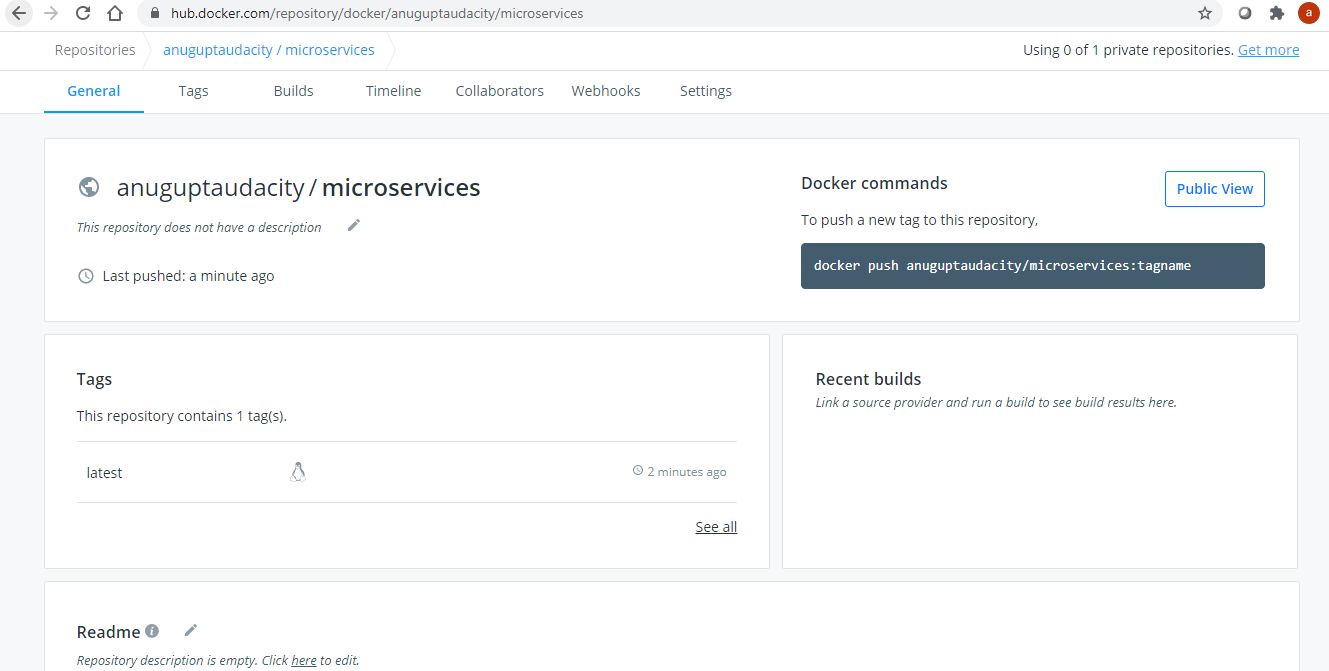 hub.docker.com/repository/docker/anuguptaudacity/microservices
a
Repositories
anuguptaudacity / microservices
Using 0 of 1 private repositories. Get more
General Tags Builds Timeline Collaborators Webhooks Settings
anuguptaudacity / microservices
This repository does not have a description
Last pushed: a minute ago
Docker commands
Public View
To push a new tag to this repository,
docker push anuguptaudacity/microservices:tagname
Tags
This repository contains 1 tag(s).
latest
2 minutes ago
See all
Recent builds
Link a source provider and run a build to see build results here.
Readme
Repository description is empty. Click here to edit.